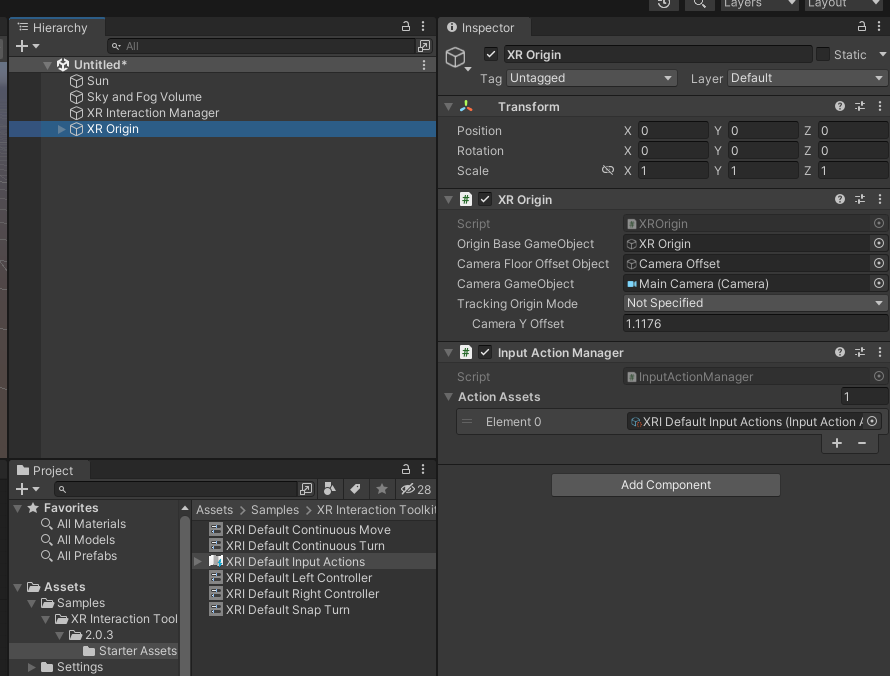 Layers
Layout
Hierarchy
All
Untitled*
Sun
Sky and Fog Volume
XR Interaction Manager
XR Origin
Project
28
Favorites
All Materials
All Models
All Prefabs
Assets
Samples
XR Interaction Tool
2.0.3
Starter Assets
Settings
Assets > Samples > XR Interaction Toolkit
XRI Default Continuous Move
XRI Default Continuous Turn
XRI Default Input Actions
XRI Default Left Controller
XRI Default Right Controller
XRI Default Snap Turn
Inspector
XR Origin Static
Tag Untagged Layer Default
Transform
Position X 0 Y 0 Z 0
Rotation X 0 Y 0 Z 0
Scale X 1 Y 1 Z 1
# XR Origin
Script XROrigin
Origin Base GameObject XR Origin
Camera Floor Offset Object Camera Offset
Camera GameObject Main Camera (Camera)
Tracking Origin Mode Not Specified
Camera Y Offset 1.1176
# Input Action Manager
Script InputActionManager
Action Assets 1
Element 0 XRI Default Input Actions (Input Action A
Add Component